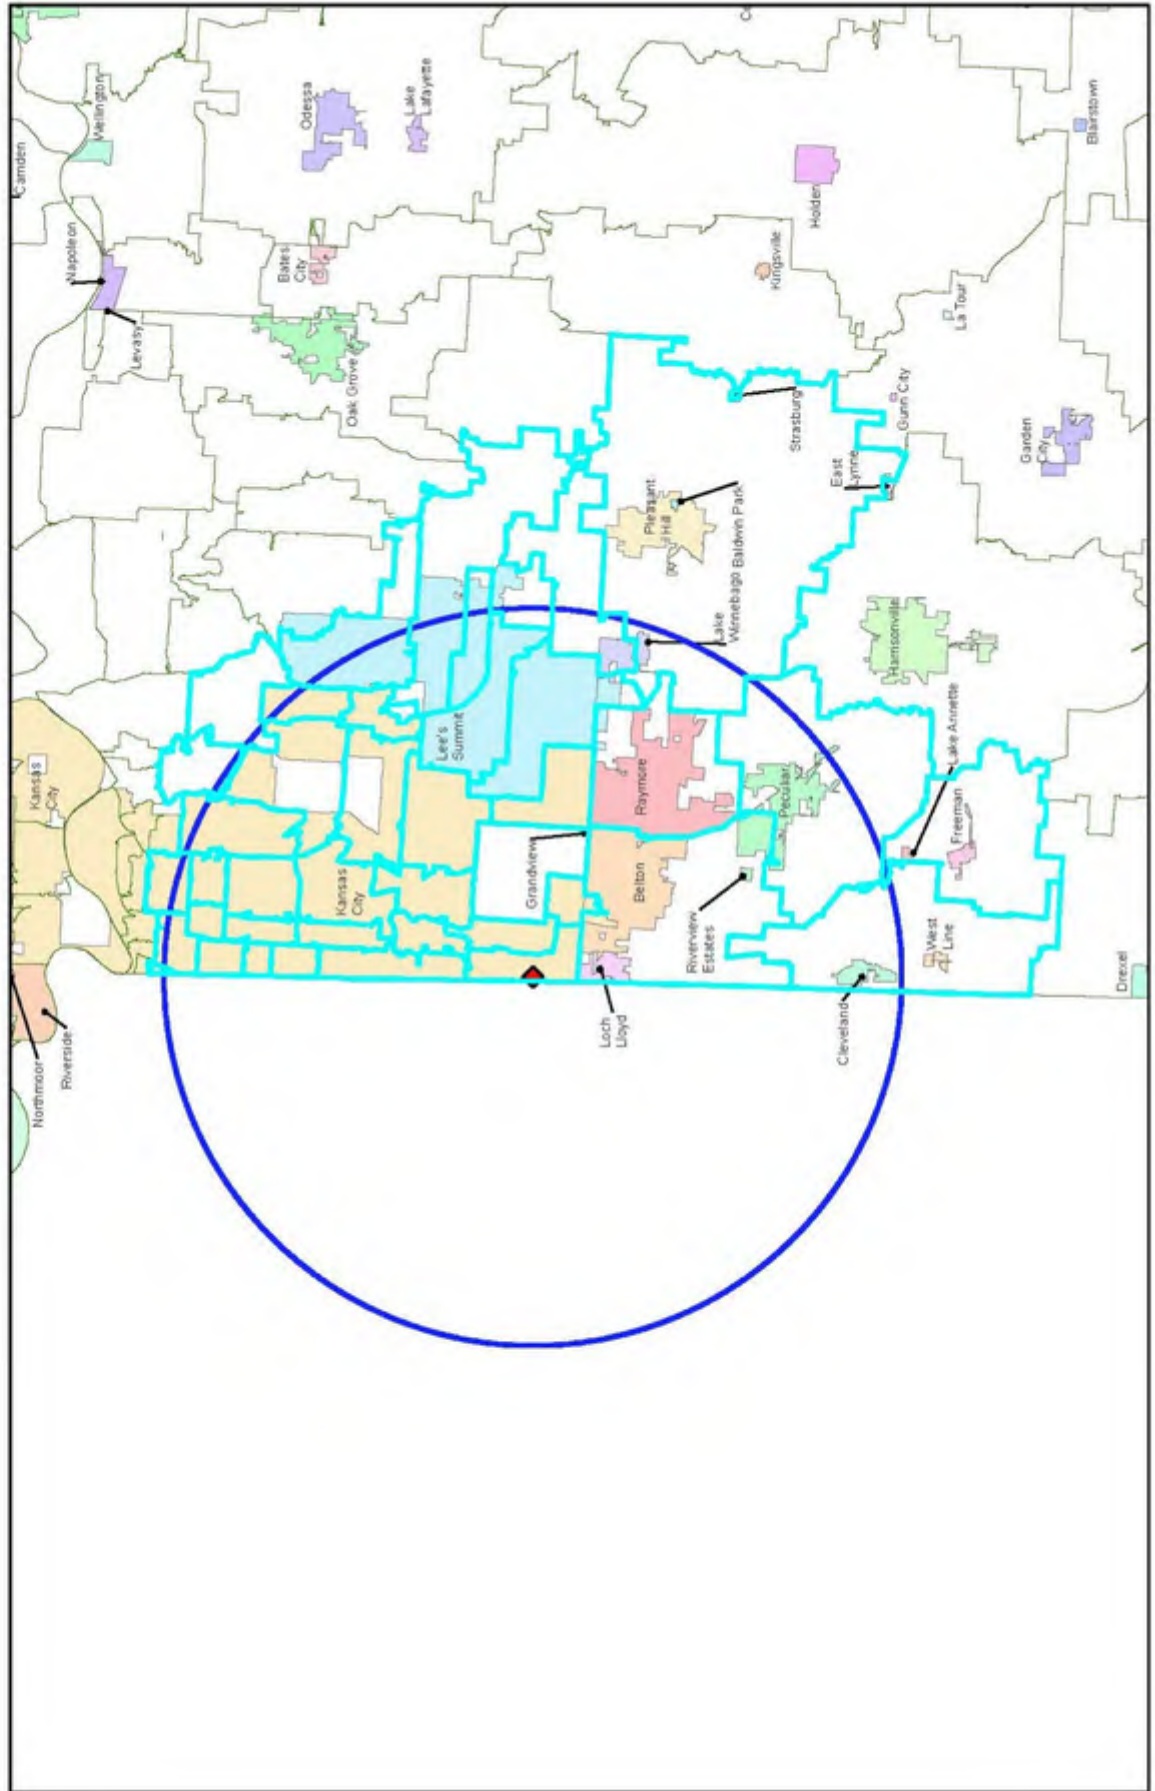 Camden
Wellington
Napoleon
Levasy
Odessa
Lake
Lafayette
Bates
City
Oak Grove
Kansas
City
Northmoor
Riverside
Lee's
Summit
Kansas
City
Grandview
Loch
Lloyd
Belton
Raymore
Pleasant
Hill
Baldwin Park
Lake
Winnebago
Strasburg
Kingsville
Holden
Blairstown
La Tour
Gunn City
East
Lynne
Garden
City
Harrisonville
Peculiar
Riverview
Estates
Lake Annette
Freeman
West
Line
Cleveland
Drexel